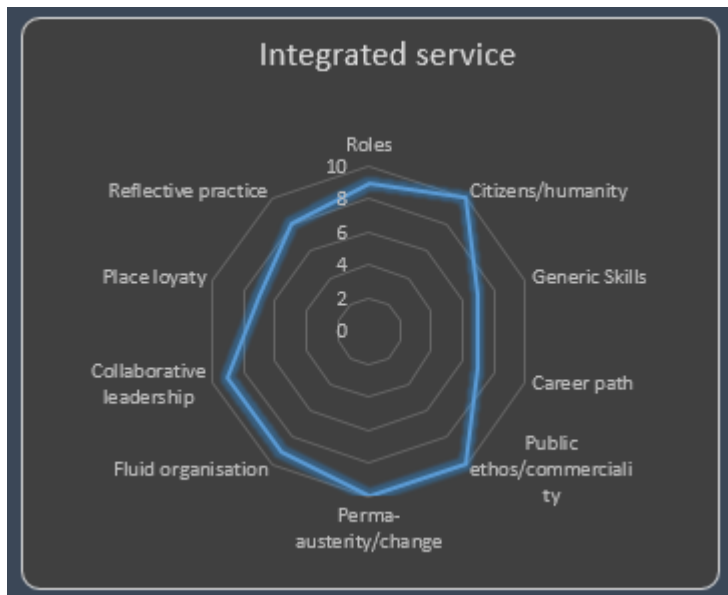 Integrated service
Roles
10
8
6
4
2
0
Citizens/humanity
Generic Skills
Career path
Public
ethos/commerciali
ty
Perma-
austerity/change
Fluid organisation
Collaborative
leadership
Place loyaty
Reflective practice